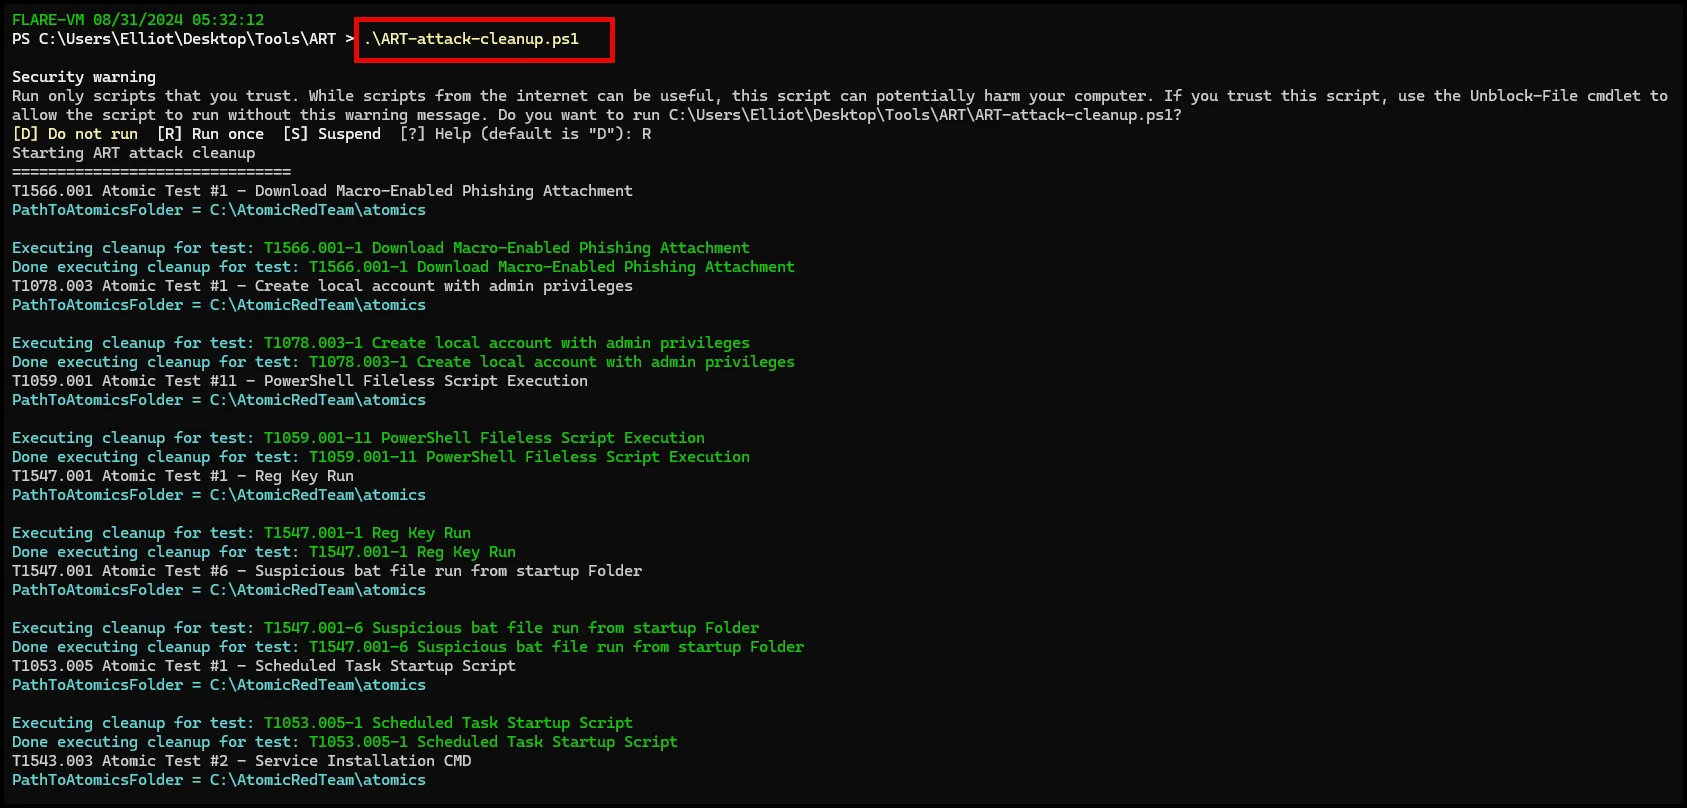 FLARE-VM 08/31/2024 05:32:12
PS C:\Users\Elliot\Desktop\Tools\ART > .\ART-attack-cleanup.ps1
Security warning
Run only scripts that you trust. While scripts from the internet can be useful, this script can potentially harm your computer. If you trust this script, use the Unblock-File cmdlet to
allow the script to run without this warning message. Do you want to run C:\Users\Elliot\Desktop\Tools\ART\ART-attack-cleanup.ps1?
[D] Do not run  [R] Run once  [S] Suspend  [?] Help (default is "D"): R
Starting ART attack cleanup
===============================
T1566.001 Atomic Test #1 - Download Macro-Enabled Phishing Attachment
PathToAtomicsFolder = C:\AtomicRedTeam\atomics
Executing cleanup for test: T1566.001-1 Download Macro-Enabled Phishing Attachment
Done executing cleanup for test: T1566.001-1 Download Macro-Enabled Phishing Attachment
T1078.003 Atomic Test #1 - Create local account with admin privileges
PathToAtomicsFolder = C:\AtomicRedTeam\atomics
Executing cleanup for test: T1078.003-1 Create local account with admin privileges
Done executing cleanup for test: T1078.003-1 Create local account with admin privileges
T1059.001 Atomic Test #11 - PowerShell Fileless Script Execution
PathToAtomicsFolder = C:\AtomicRedTeam\atomics
Executing cleanup for test: T1059.001-11 PowerShell Fileless Script Execution
Done executing cleanup for test: T1059.001-11 PowerShell Fileless Script Execution
T1547.001 Atomic Test #1 - Reg Key Run
PathToAtomicsFolder = C:\AtomicRedTeam\atomics
Executing cleanup for test: T1547.001-1 Reg Key Run
Done executing cleanup for test: T1547.001-1 Reg Key Run
T1547.001 Atomic Test #6 - Suspicious bat file run from startup Folder
PathToAtomicsFolder = C:\AtomicRedTeam\atomics
Executing cleanup for test: T1547.001-6 Suspicious bat file run from startup Folder
Done executing cleanup for test: T1547.001-6 Suspicious bat file run from startup Folder
T1053.005 Atomic Test #1 - Scheduled Task Startup Script
PathToAtomicsFolder = C:\AtomicRedTeam\atomics
Executing cleanup for test: T1053.005-1 Scheduled Task Startup Script
Done executing cleanup for test: T1053.005-1 Scheduled Task Startup Script
T1543.003 Atomic Test #2 - Service Installation CMD
PathToAtomicsFolder = C:\AtomicRedTeam\atomics